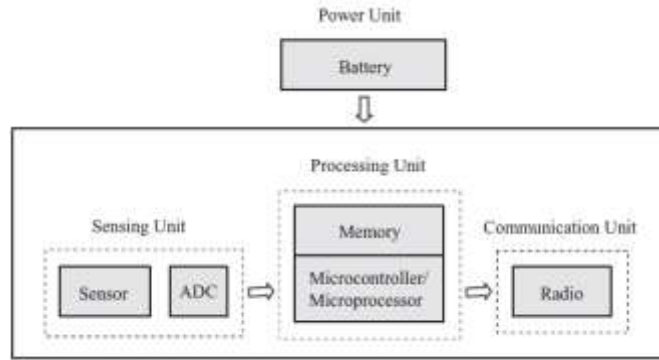 Power Unit
Battery
Processing Unit
Sensing Unit
Memory
Communication Unit
Sensor
ADC
Microcontroller/
Microprocessor
Radio